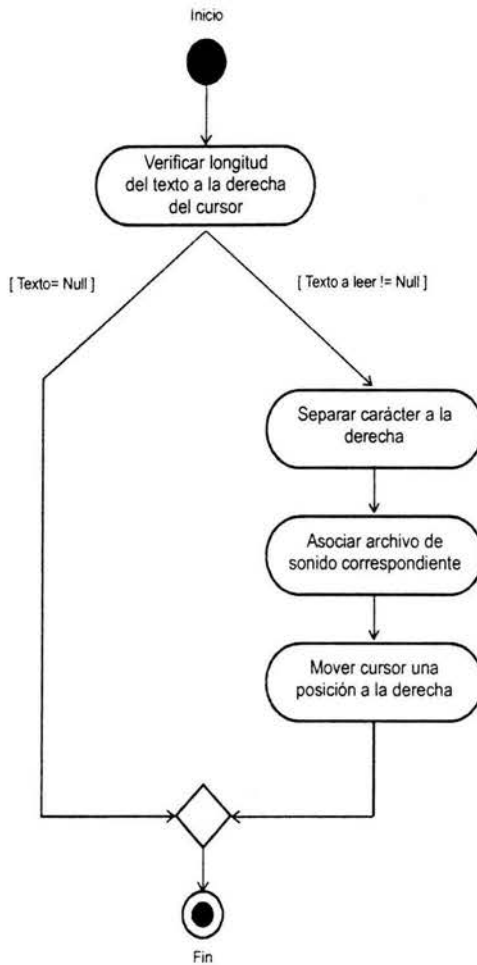 Inicio
Verificar longitud
del texto a la derecha
del cursor
[ Texto= Null ]
[ Texto a leer != Null ]
Separar carácter a la
derecha
Asociar archivo de
sonido correspondiente
Mover cursor una
posición a la derecha
Fin